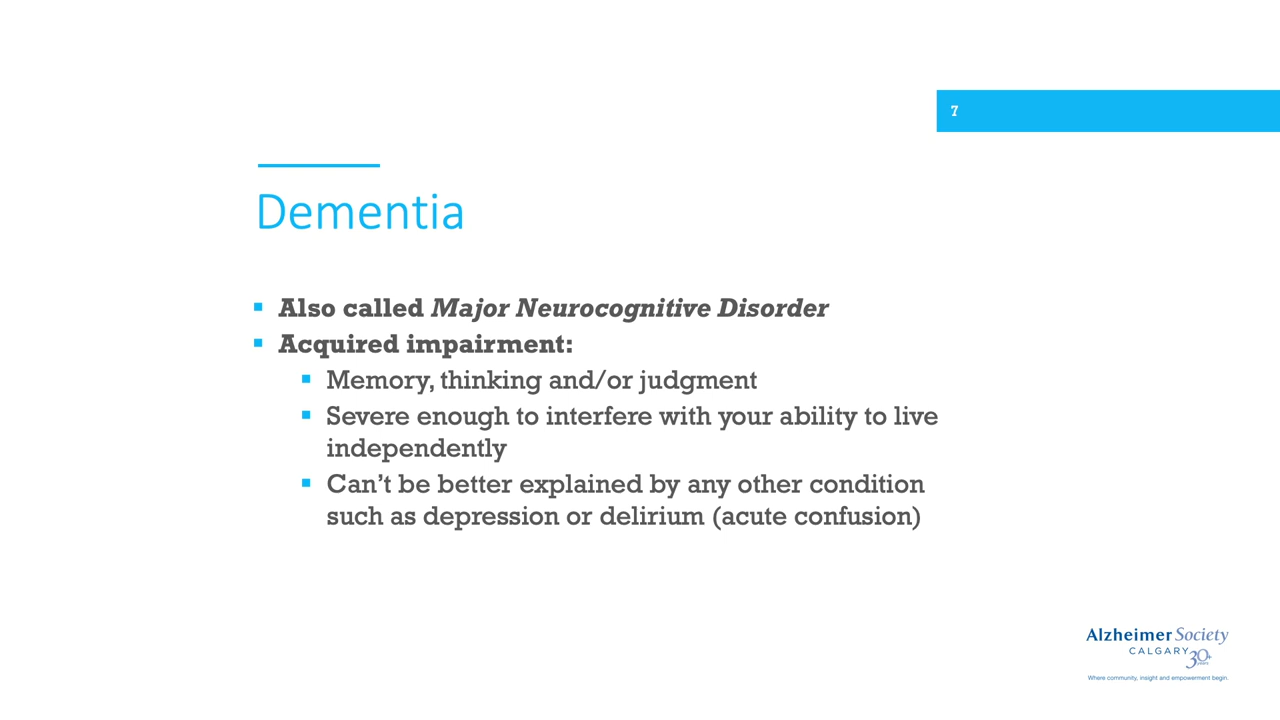 7
Dementia
Also called Major Neurocognitive Disorder
Acquired impairment:
Memory, thinking and/or judgment
Severe enough to interfere with your ability to live
independently
Can’t be better explained by any other condition
such as depression or delirium (acute confusion)
Alzheimer Society
CALGARY 30+
years
Where community, insight and empowerment begin.